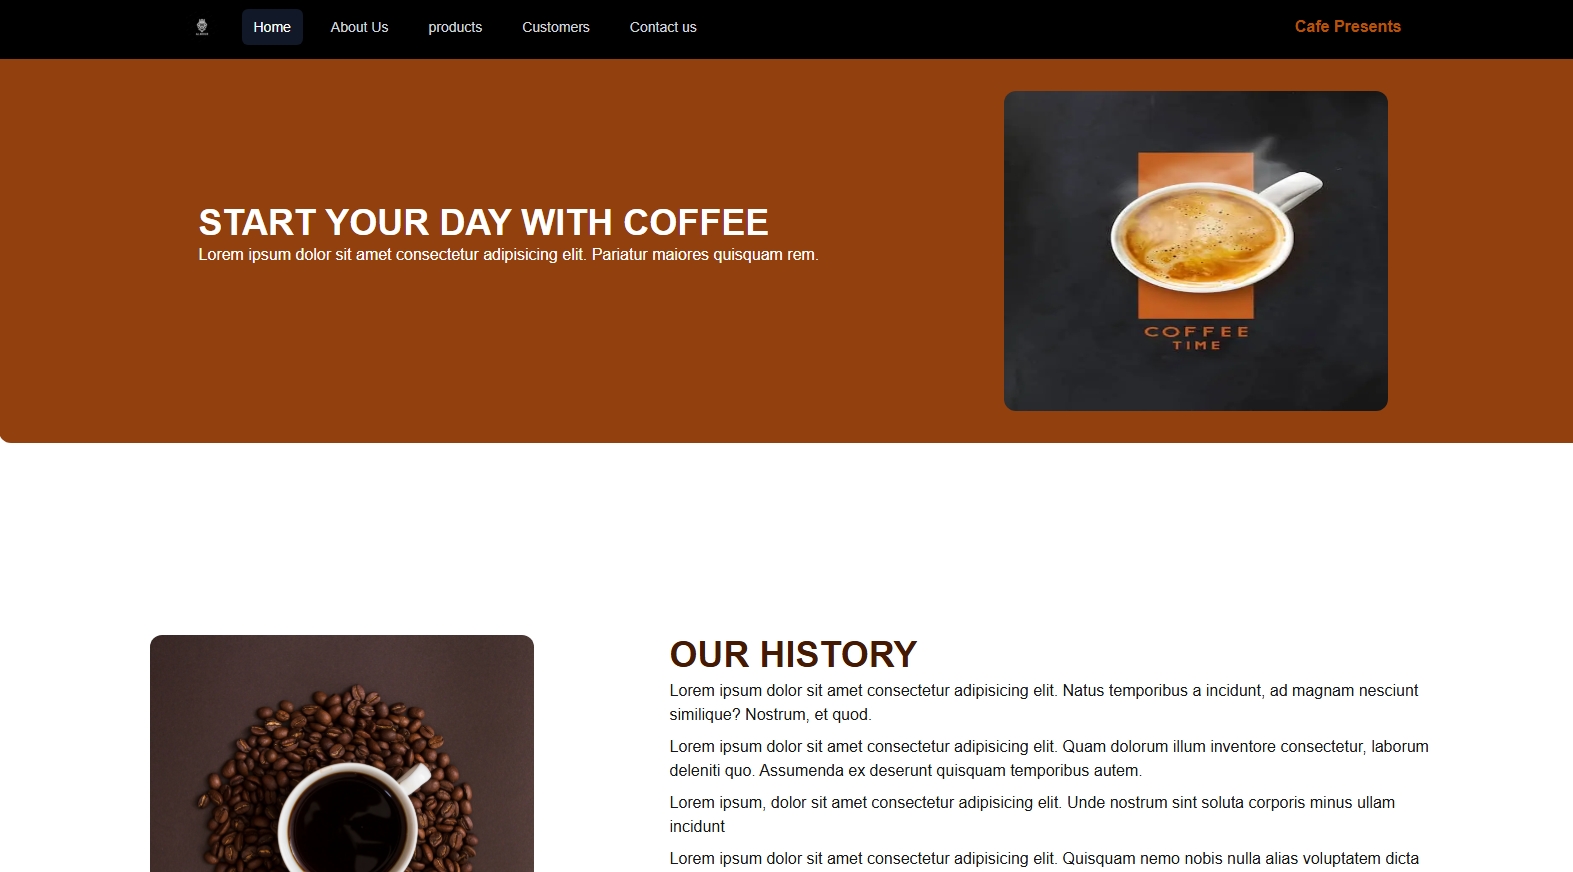 Home
About Us
products
Customers
Contact us
Cafe Presents
START YOUR DAY WITH COFFEE
Lorem ipsum dolor sit amet consectetur adipisicing elit. Pariatur maiores quisquam rem.
COFFEE
TIME
OUR HISTORY
Lorem ipsum dolor sit amet consectetur adipisicing elit. Natus temporibus a incidunt, ad magnam nesciunt
similique? Nostrum, et quod.
Lorem ipsum dolor sit amet consectetur adipisicing elit. Quam dolorum illum inventore consectetur, laborum
deleniti quo. Assumenda ex deserunt quisquam temporibus autem.
Lorem ipsum, dolor sit amet consectetur adipisicing elit. Unde nostrum sint soluta corporis minus ullam
incidunt
Lorem ipsum dolor sit amet consectetur adipisicing elit. Quisquam nemo nobis nulla alias voluptatem dicta